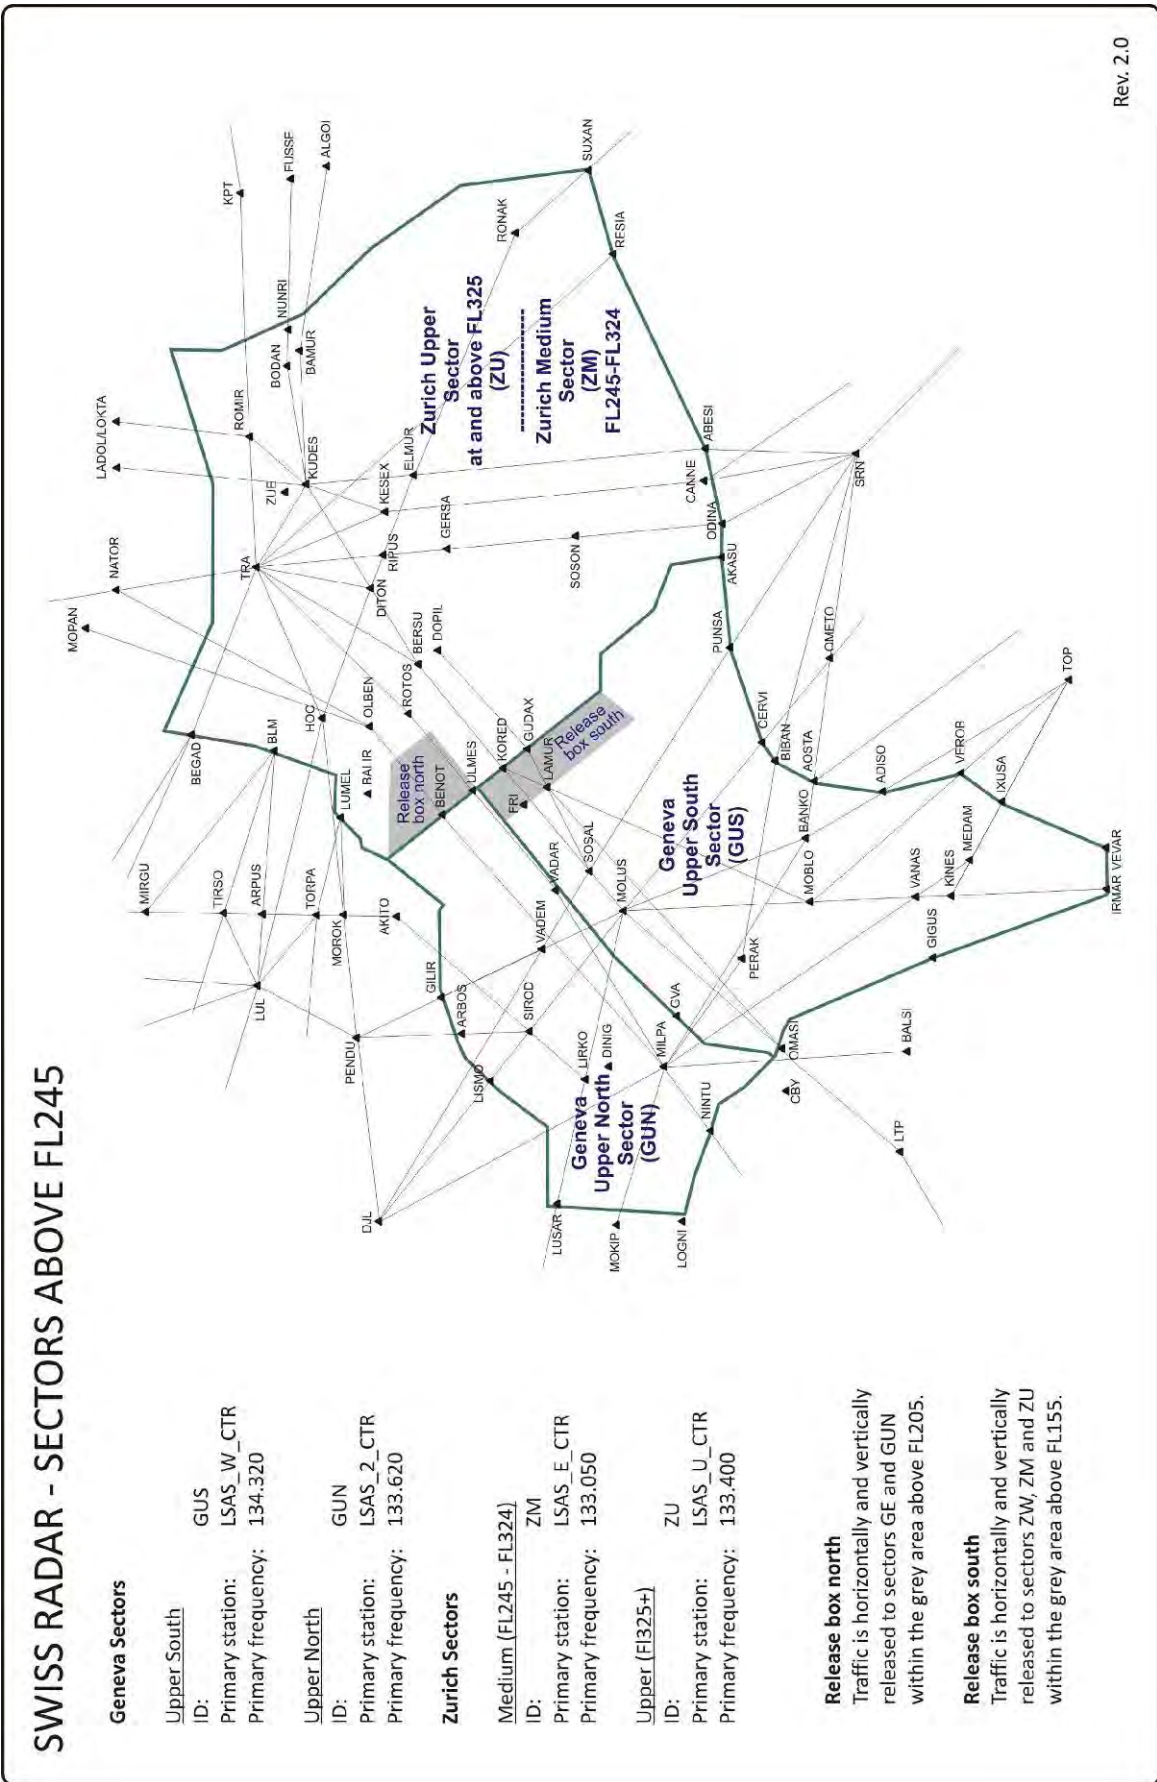 SWISS RADAR - SECTORS ABOVE FL245
Geneva Sectors
Upper South
ID: GUS
Primary station: LSAS_W_CTR
Primary frequency: 134.320
Upper North
ID: GUN
Primary station: LSAS_2_CTR
Primary frequency: 133.620
Zurich Sectors
Medium (FL245 - FL324)
ID: ZM
Primary station: LSAS_E_CTR
Primary frequency: 133.050
Upper (Fl325+)
ID: ZU
Primary station: LSAS_U_CTR
Primary frequency: 133.400
Release box north
Traffic is horizontally and vertically
released to sectors GE and GUN
within the grey area above FL205.
Release box south
Traffic is horizontally and vertically
released to sectors ZW, ZM and ZU
within the grey area above FL155.
MOPAN
NATOR
LADOL/LOKTA
KPT
FUSSE
ALGOI
NUNRI
BODAN
BAMUR
ROMIR
ZUE
KUDES
TRA
KESEX
ELMUR
RIPUS
GERSA
DITON
BERSU
DOPIL
ROTOS
OLBEN
HOC
BALIR
LUMEL
BLM
BEGAD
MIRGU
TIRSO
ARPUS
TORPA
MOROK
AKITO
LUL
PENDU
GILIR
ARBOS
LISMO
SIROD
DJL
LUSAR
MOKIP
LOGNI
LIRKO
DINIG
MILPA
NINTU
GVA
VADEM
VADAR
SOSAL
MOLUS
FRI
LAMUR
GUDAX
KORED
ULMES
BENOT
Release
box north
Release
box south
Zurich Upper
Sector
at and above FL325
(ZU)
----------------
Zurich Medium
Sector
(ZM)
FL245-FL324
Geneva
Upper North
Sector
(GUN)
Geneva
Upper South
Sector
(GUS)
RONAK
SUXAN
RESIA
ABESI
CANNE
ODINA
AKASU
SOSON
SRN
PUNSA
OMETO
CERVI
BIBAN
AOSTA
BANKO
ADISO
VEROB
TOP
IXUSA
MEDAM
KINES
VANAS
MOBLO
PERAK
GIGUS
IRMAR
VEVAR
OMASI
BALSI
CBY
LTP
Rev. 2.0